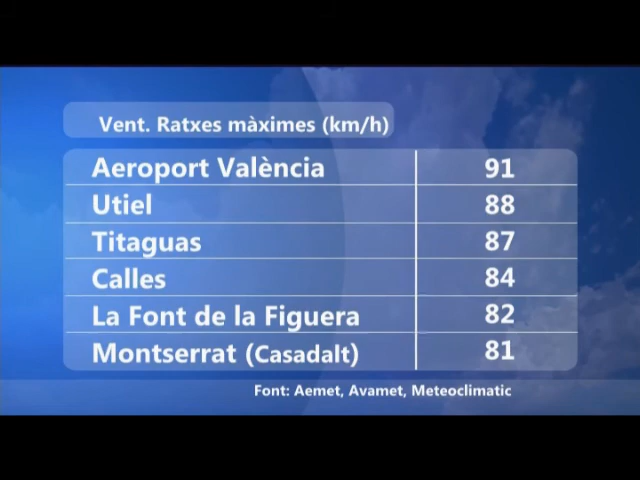 Vent. Ratxes màximes (km/h)
Aeroport València 91
Utiel 88
Titaguas 87
Calles 84
La Font de la Figuera 82
Montserrat (Casadalt) 81
Font: Aemet, Avamet, Meteoclimatic